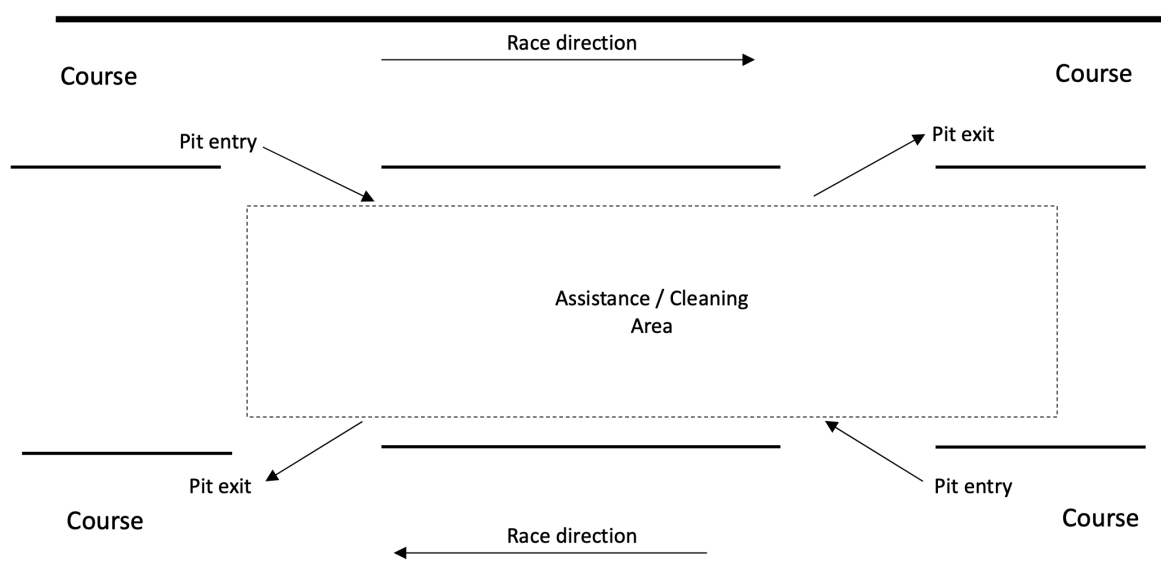 Race direction
Course
Course
Pit entry
Pit exit
Assistance / Cleaning
Area
Pit exit
Pit entry
Course
Course
Race direction